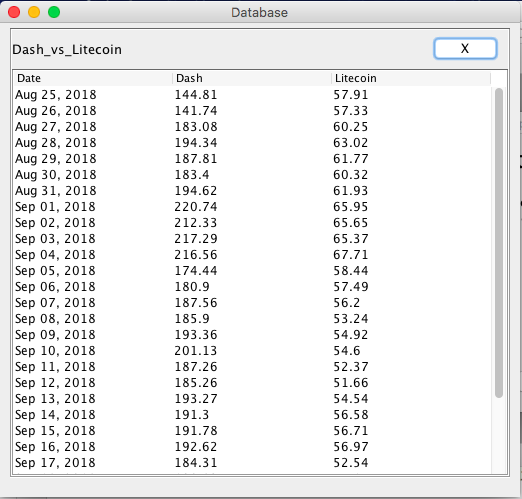 Database
Dash_vs_Litecoin X
Date Dash Litecoin
Aug 25, 2018 144.81 57.91
Aug 26, 2018 141.74 57.33
Aug 27, 2018 183.08 60.25
Aug 28, 2018 194.34 63.02
Aug 29, 2018 187.81 61.77
Aug 30, 2018 183.4 60.32
Aug 31, 2018 194.62 61.93
Sep 01, 2018 220.74 65.95
Sep 02, 2018 212.33 65.65
Sep 03, 2018 217.29 65.37
Sep 04, 2018 216.56 67.71
Sep 05, 2018 174.44 58.44
Sep 06, 2018 180.9 57.49
Sep 07, 2018 187.56 56.2
Sep 08, 2018 185.9 53.24
Sep 09, 2018 193.36 54.92
Sep 10, 2018 201.13 54.6
Sep 11, 2018 187.26 52.37
Sep 12, 2018 185.26 51.66
Sep 13, 2018 193.27 54.54
Sep 14, 2018 191.3 56.58
Sep 15, 2018 191.78 56.71
Sep 16, 2018 192.62 56.97
Sep 17, 2018 184.31 52.54